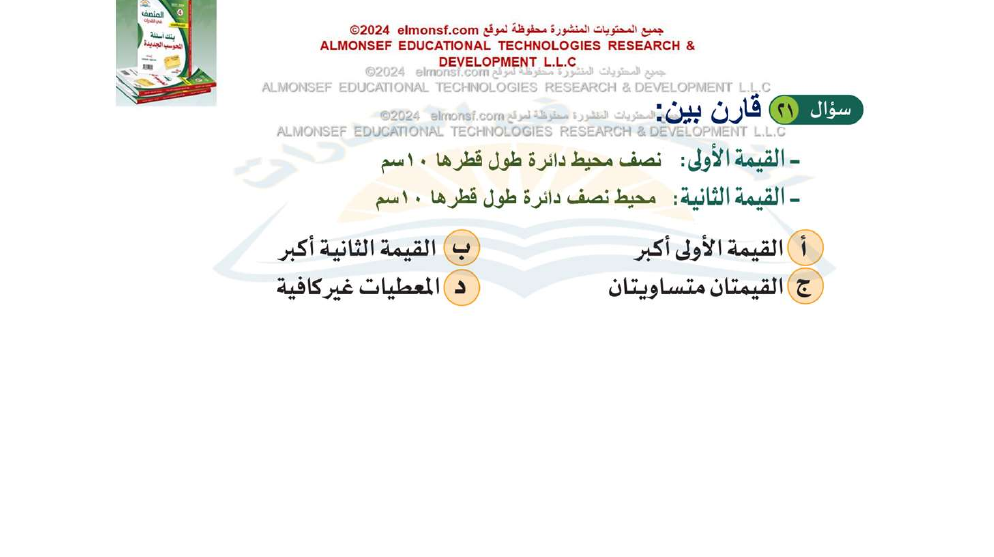 المنصف
بنك أسئلة
المحوسب الجديدة
جميع المحتويات المنشورة محفوظة لموقع elmonsf.com ©2024
ALMONSEF EDUCATIONAL TECHNOLOGIES RESEARCH &
DEVELOPMENT L.L.C
جميع المحتويات المنشورة محفوظة لموقع elmonsf.com ©2024
ALMONSEF EDUCATIONAL TECHNOLOGIES RESEARCH & DEVELOPMENT L.L.C
سؤال ٢١ قارن بين:
المحتويات المنشورة محفوظة لموقع elmonsf.com ©2024
ALMONSEF EDUCATIONAL TECHNOLOGIES RESEARCH & DEVELOPMENT L.L.C
- القيمة الأولى: نصف محيط دائرة طول قطرها ١٠سم
- القيمة الثانية: محيط نصف دائرة طول قطرها ١٠سم
أ القيمة الأولى أكبر ب القيمة الثانية أكبر
ج القيمتان متساويتان د المعطيات غير كافية